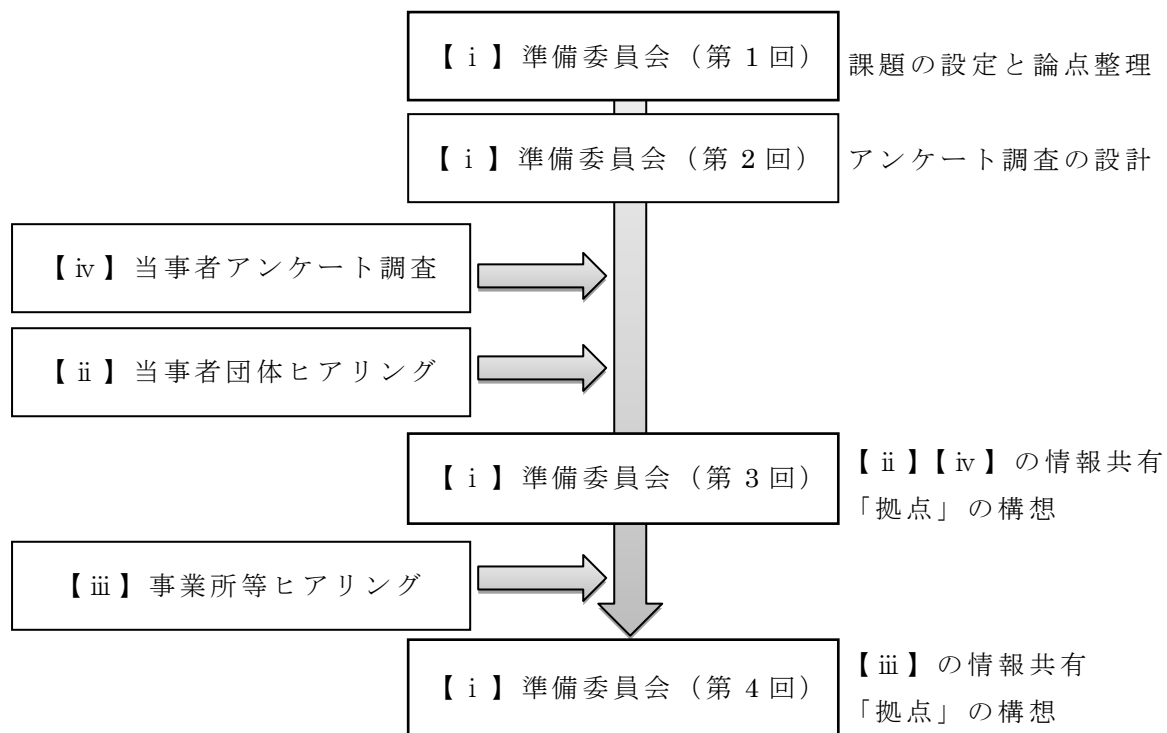 【ⅰ】準備委員会（第1回）
課題の設定と論点整理
【ⅰ】準備委員会（第2回）
アンケート調査の設計
【ⅳ】当事者アンケート調査
【ⅱ】当事者団体ヒアリング
【ⅰ】準備委員会（第3回）
【ⅱ】【ⅳ】の情報共有
「拠点」の構想
【ⅲ】事業所等ヒアリング
【ⅰ】準備委員会（第4回）
【ⅲ】の情報共有
「拠点」の構想